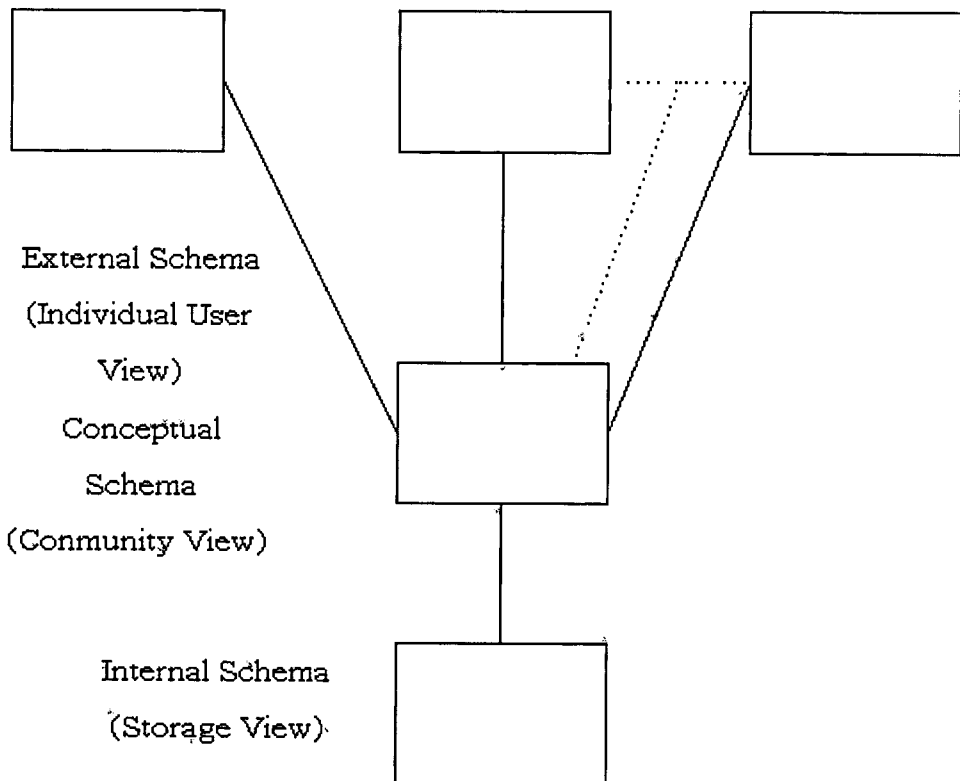 External Schema
(Individual User
View)
Conceptual
Schema
(Conmunity View)
Internal Schema
(Storage View)